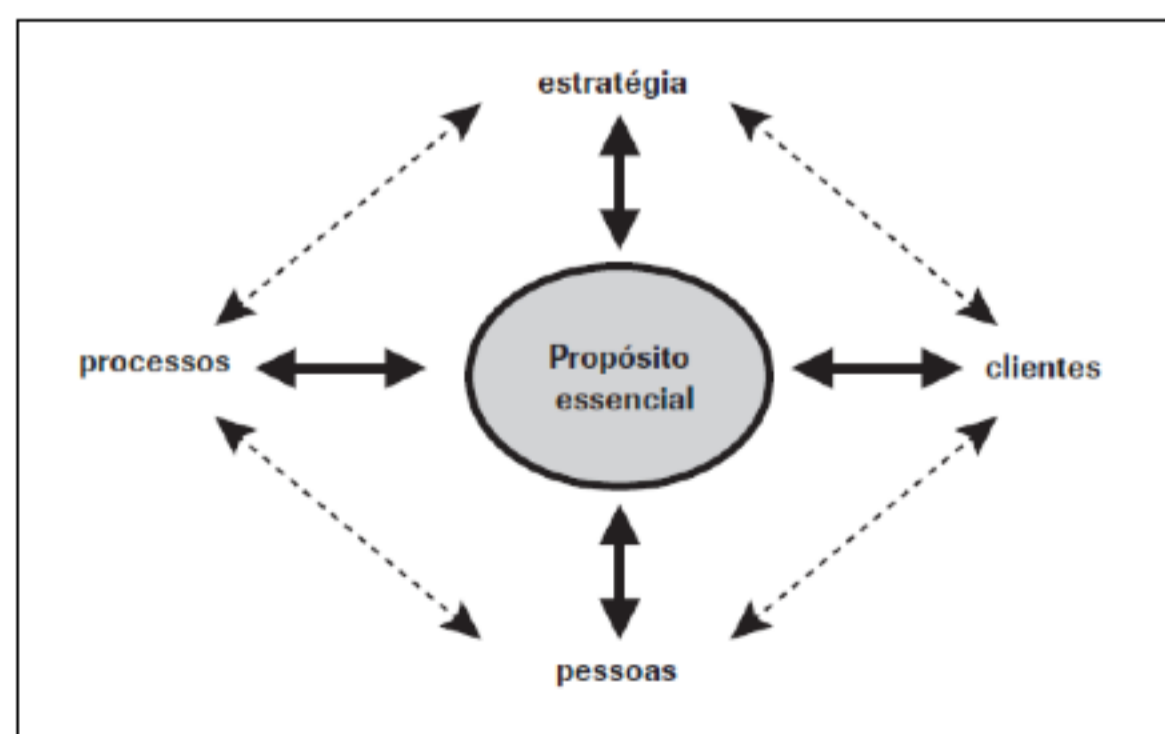 estratégia
processos
Propósito
essencial
clientes
pessoas